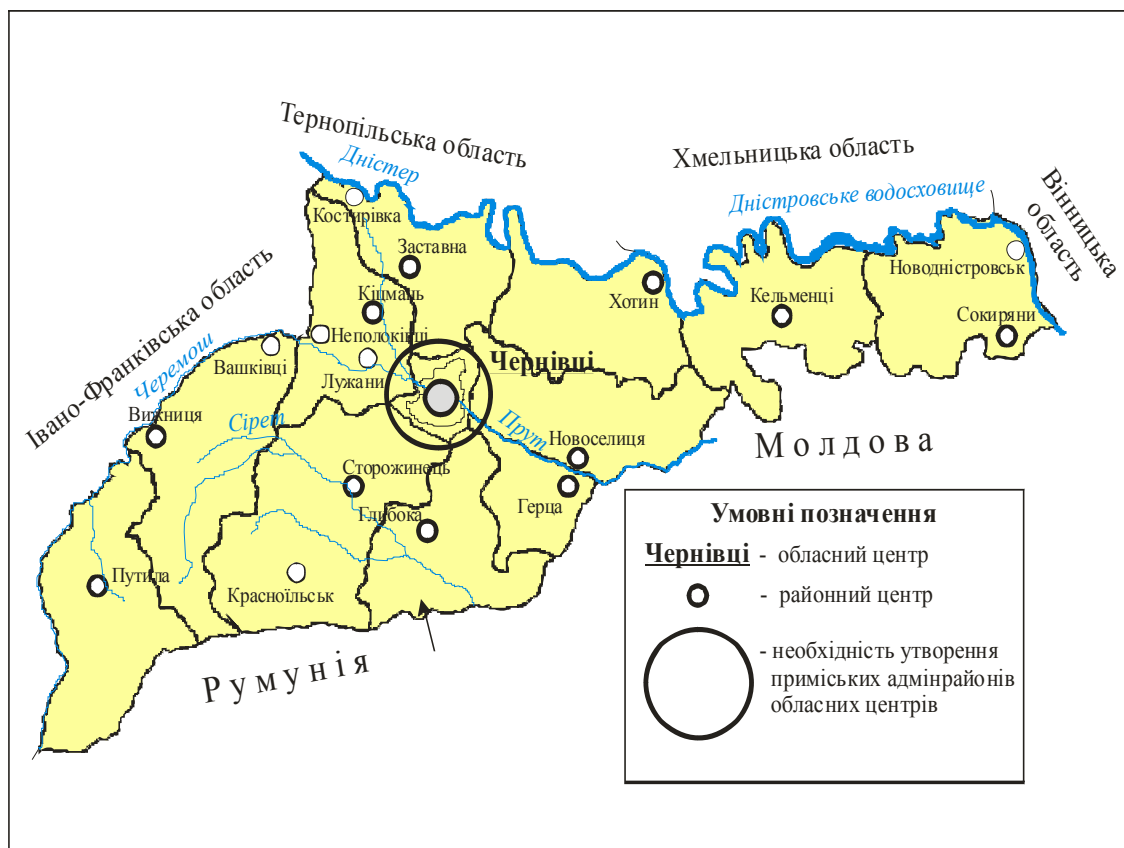 Тернопільська область
Хмельницька область
Вінницька
область
Івано-Франківська область
Дністер
Дністровське водосховище
Костирівка
Заставна
Кіцмань
Неполоківці
Вашківці
Лужани
Чернівці
Хотин
Кельменці
Новодністровськ
Сокиряни
Черемош
Вижниця
Сірет
Прут
Новоселиця
Молдова
Сторожинець
Глибока
Герца
Путила
Красноїльськ
Румунія
Умовні позначення
Чернівці - обласний центр
- районний центр
- необхідність утворення
приміських адмінрайонів
обласних центрів